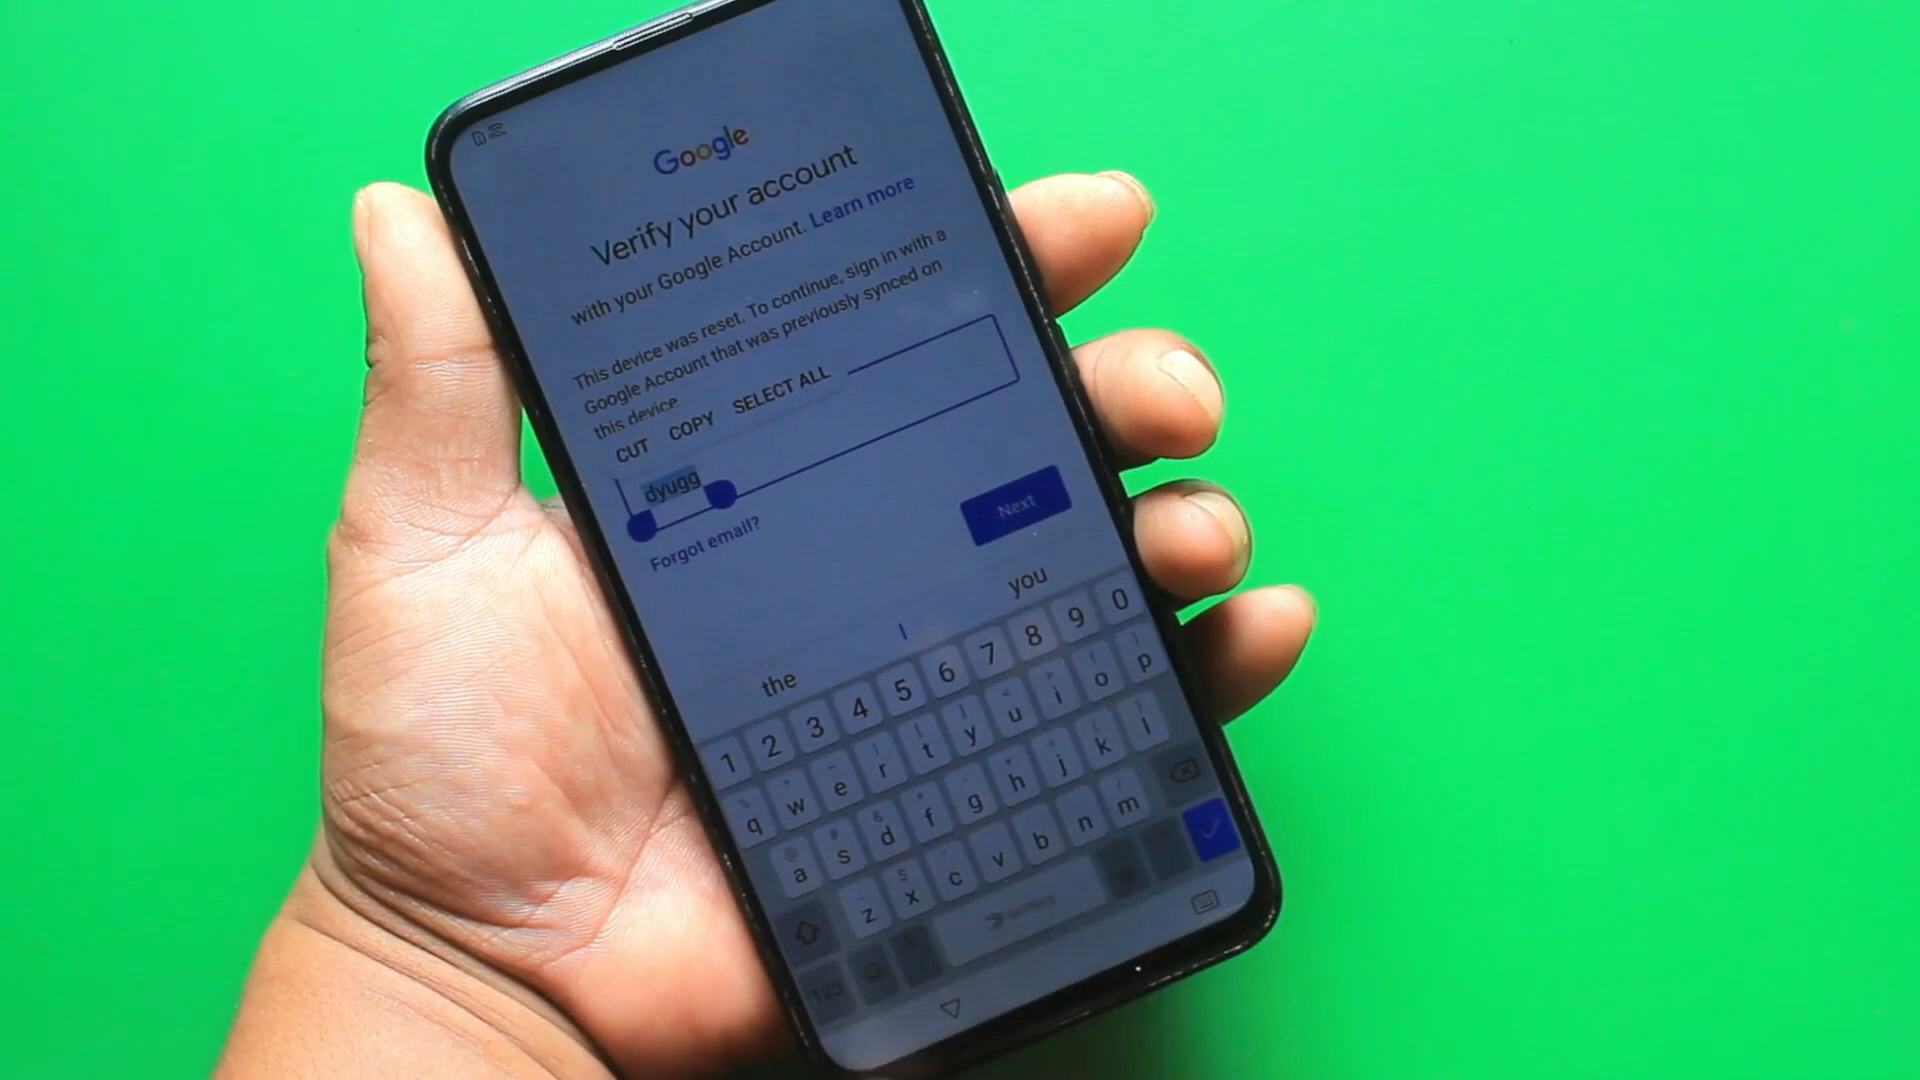 Google
Verify your account
with your Google Account. Learn more
This device was reset. To continue, sign in with a
Google Account that was previously synced on
this device.
CUT COPY SELECT ALL
dyugg
Forgot email?
Next
the I you
1 2 3 4 5 6 7 8 9 0
q w e r t y u i o p
a s d f g h j k l
z x c v b n m
123